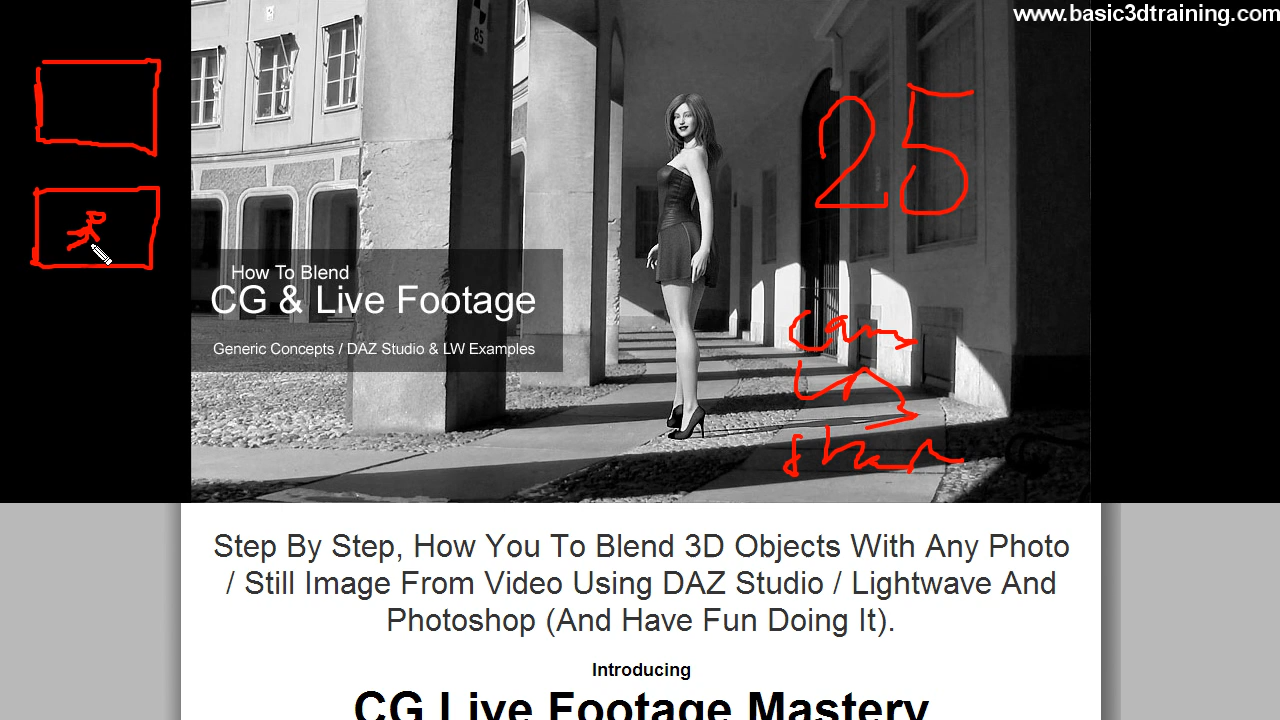 www.basic3dtraining.com
85
25
How To Blend
CG & Live Footage
Generic Concepts / DAZ Studio & LW Examples
cam
Step By Step, How You To Blend 3D Objects With Any Photo
/ Still Image From Video Using DAZ Studio / Lightwave And
Photoshop (And Have Fun Doing It).
Introducing
CG Live Footage Mastery